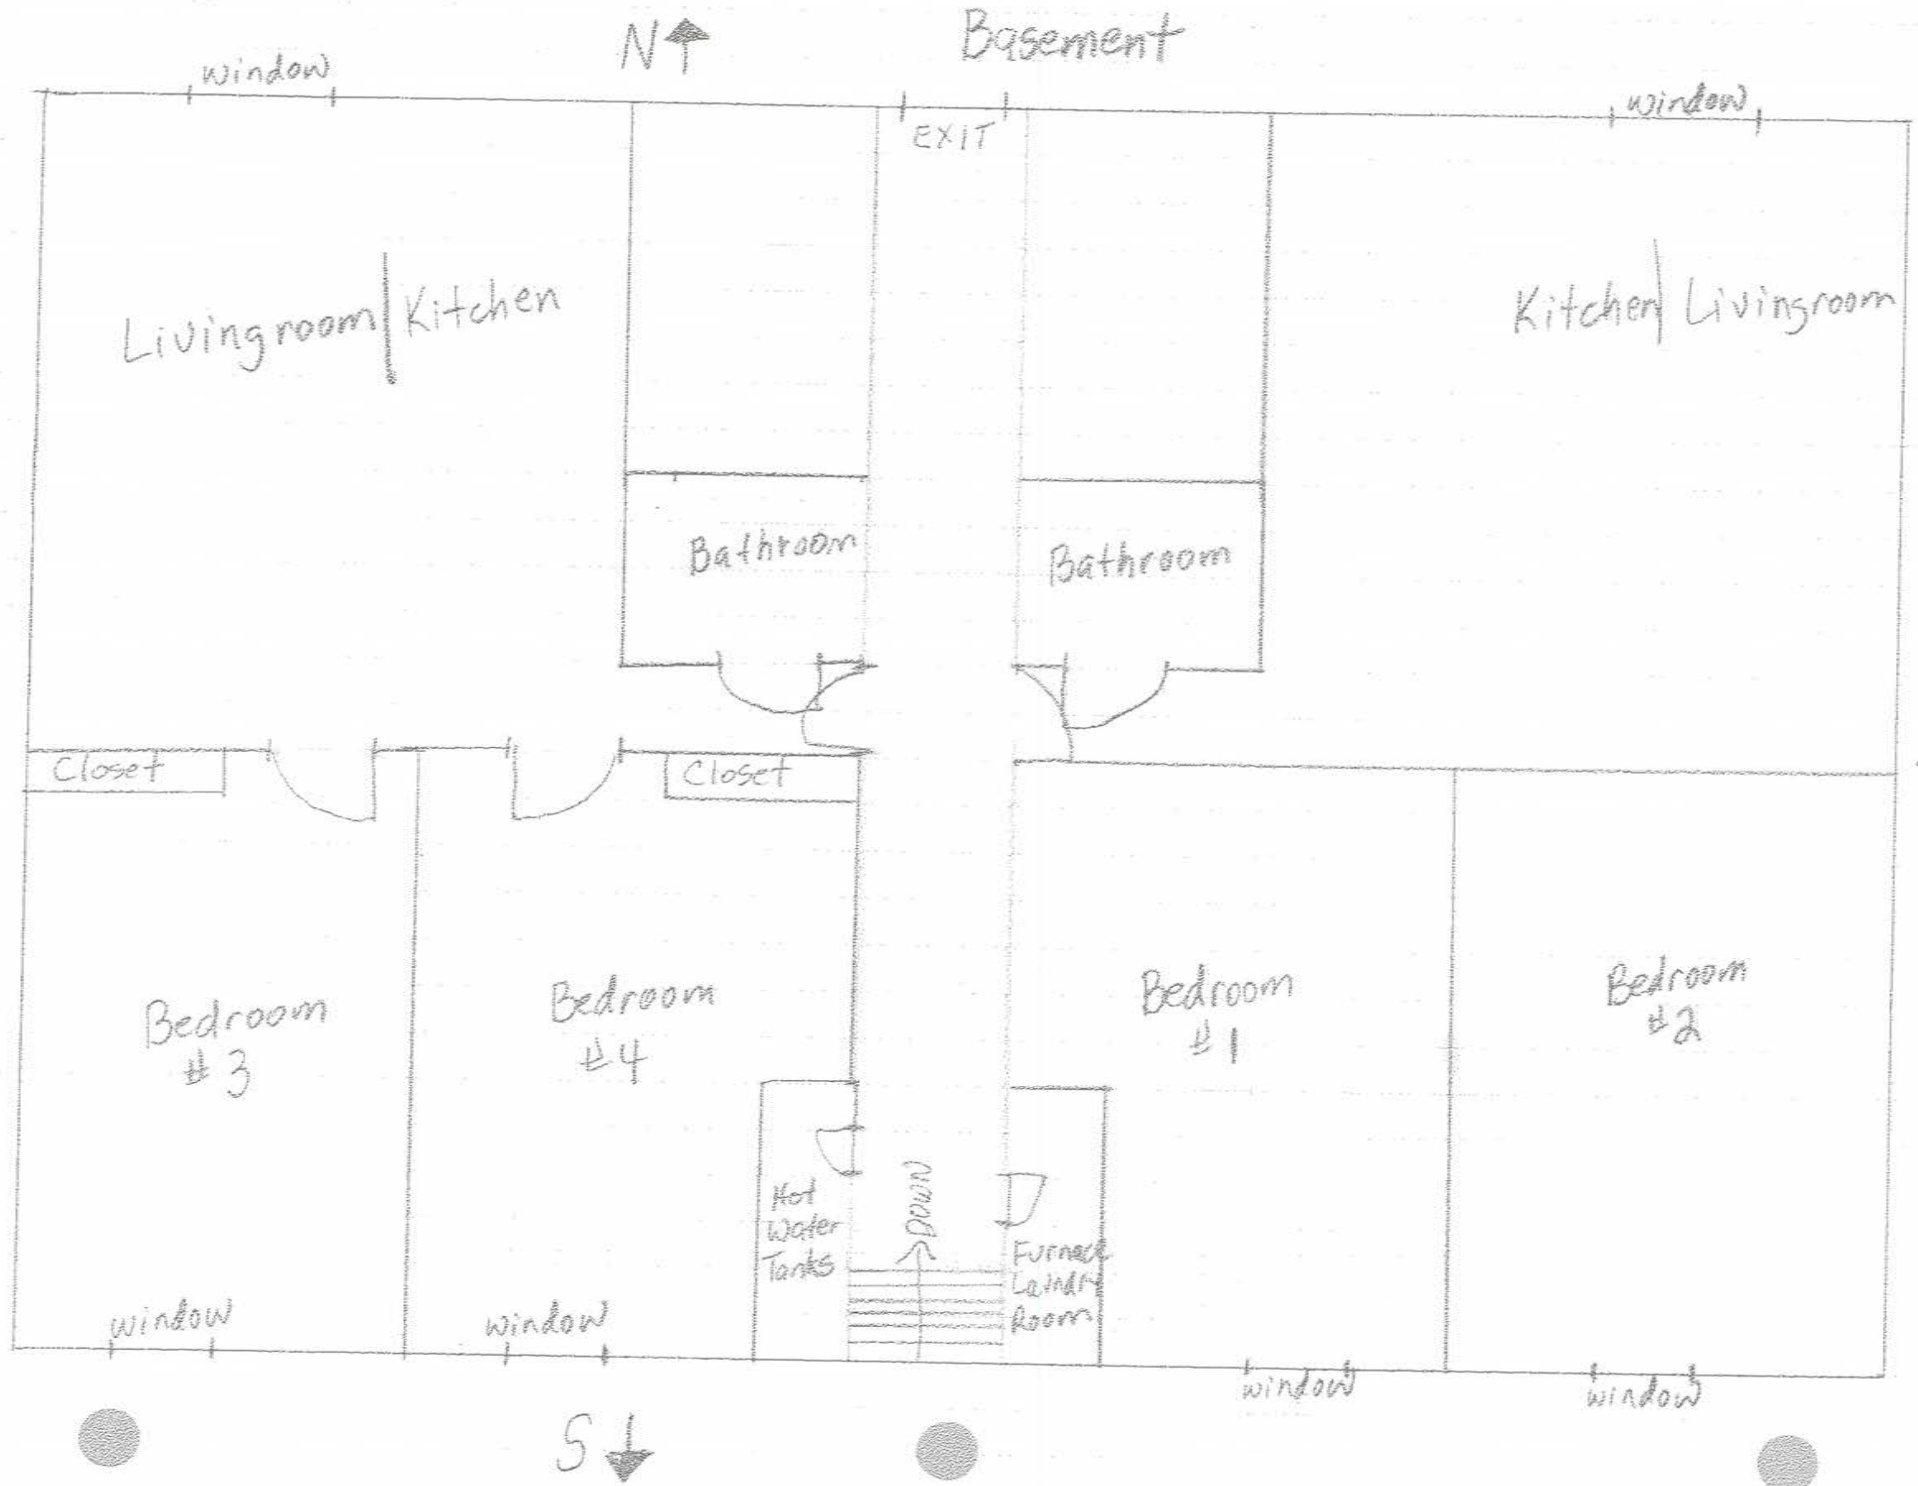 N Basement
window
window
EXIT
Livingroom Kitchen
Kitchen Livingroom
Bathroom
Bathroom
Closet
Closet
Bedroom
#3
Bedroom
#4
Bedroom
#1
Bedroom
#2
DOWN
Hot
Water
Tanks
Furnace
Laundry
Room
window
window
window
window
S